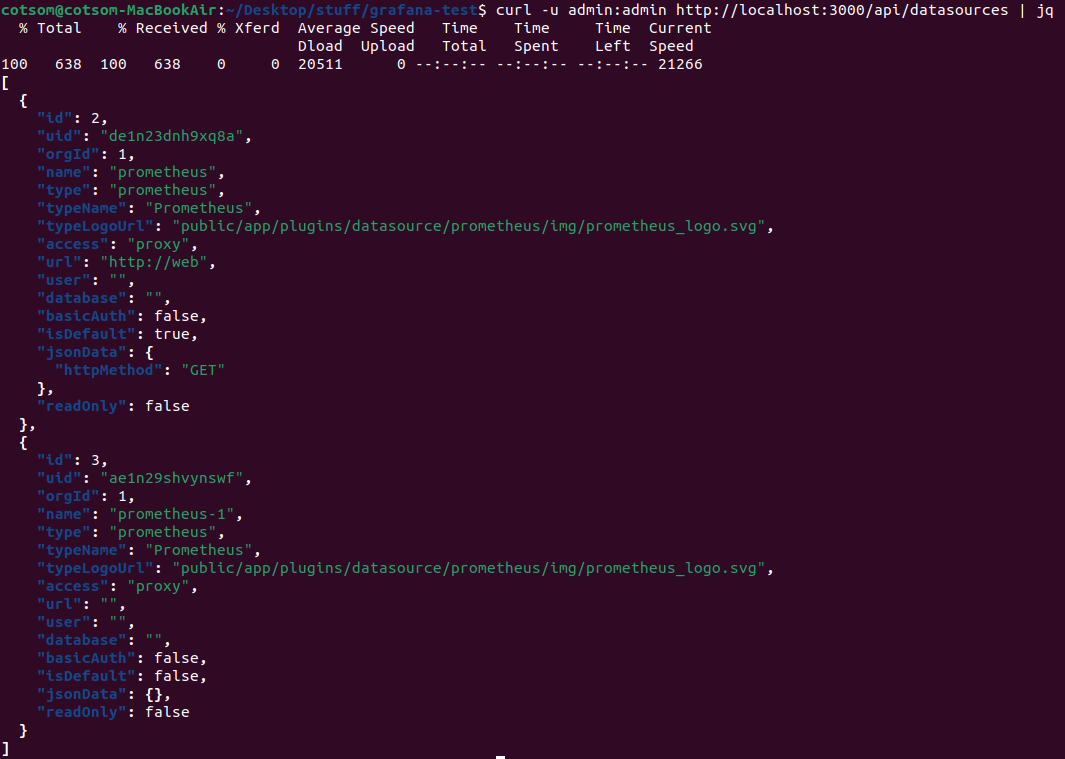 cotsom@cotsom-MacBookAir:~/Desktop/stuff/grafana-test$ curl -u admin:admin http://localhost:3000/api/datasources | jq
  % Total    % Received % Xferd  Average Speed   Time    Time     Time  Current
                                 Dload  Upload   Total   Spent    Left  Speed
100   638  100   638    0     0  20511      0 --:--:-- --:--:-- --:--:-- 21266
[
  {
    "id": 2,
    "uid": "de1n23dnh9xq8a",
    "orgId": 1,
    "name": "prometheus",
    "type": "prometheus",
    "typeName": "Prometheus",
    "typeLogoUrl": "public/app/plugins/datasource/prometheus/img/prometheus_logo.svg",
    "access": "proxy",
    "url": "http://web",
    "user": "",
    "database": "",
    "basicAuth": false,
    "isDefault": true,
    "jsonData": {
      "httpMethod": "GET"
    },
    "readOnly": false
  },
  {
    "id": 3,
    "uid": "ae1n29shvynswf",
    "orgId": 1,
    "name": "prometheus-1",
    "type": "prometheus",
    "typeName": "Prometheus",
    "typeLogoUrl": "public/app/plugins/datasource/prometheus/img/prometheus_logo.svg",
    "access": "proxy",
    "url": "",
    "user": "",
    "database": "",
    "basicAuth": false,
    "isDefault": false,
    "jsonData": {},
    "readOnly": false
  }
]